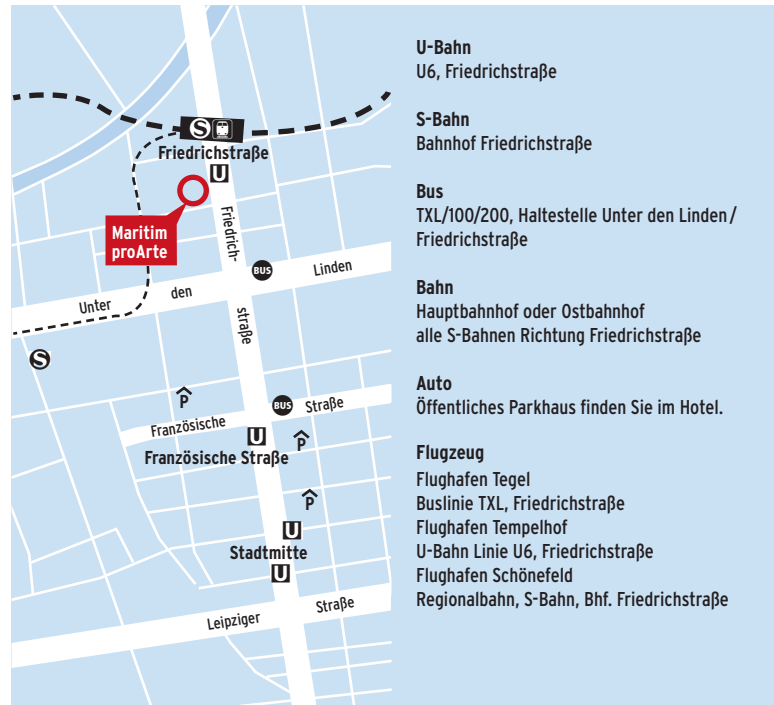 S
Friedrichstraße
U
Maritim
proArte
Friedrich-
straße
BUS
Unter den Linden
S
P
BUS
Französische Straße
U
P
Französische Straße
P
U
Stadtmitte
U
Leipziger Straße
U-Bahn
U6, Friedrichstraße
S-Bahn
Bahnhof Friedrichstraße
Bus
TXL/100/200, Haltestelle Unter den Linden/
Friedrichstraße
Bahn
Hauptbahnhof oder Ostbahnhof
alle S-Bahnen Richtung Friedrichstraße
Auto
Öffentliches Parkhaus finden Sie im Hotel.
Flugzeug
Flughafen Tegel
Buslinie TXL, Friedrichstraße
Flughafen Tempelhof
U-Bahn Linie U6, Friedrichstraße
Flughafen Schönefeld
Regionalbahn, S-Bahn, Bhf. Friedrichstraße